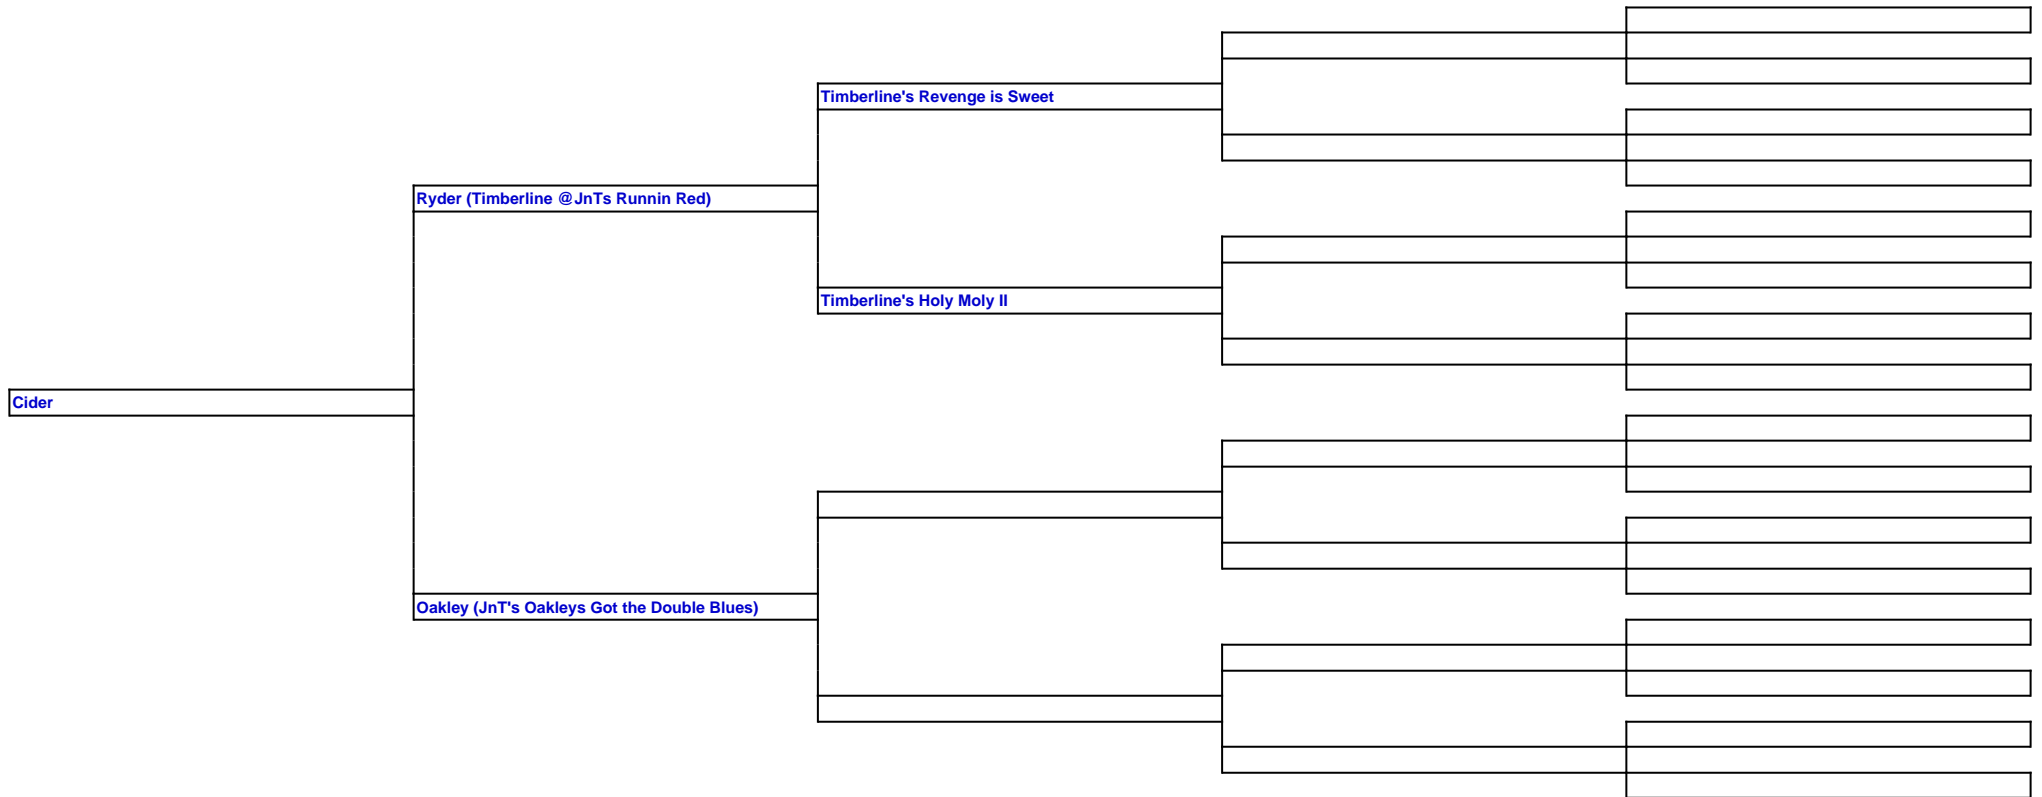 Timberline's Revenge is Sweet
Ryder (Timberline @JnTs Runnin Red)
Timberline's Holy Moly II
Cider
Oakley (JnT's Oakleys Got the Double Blues)